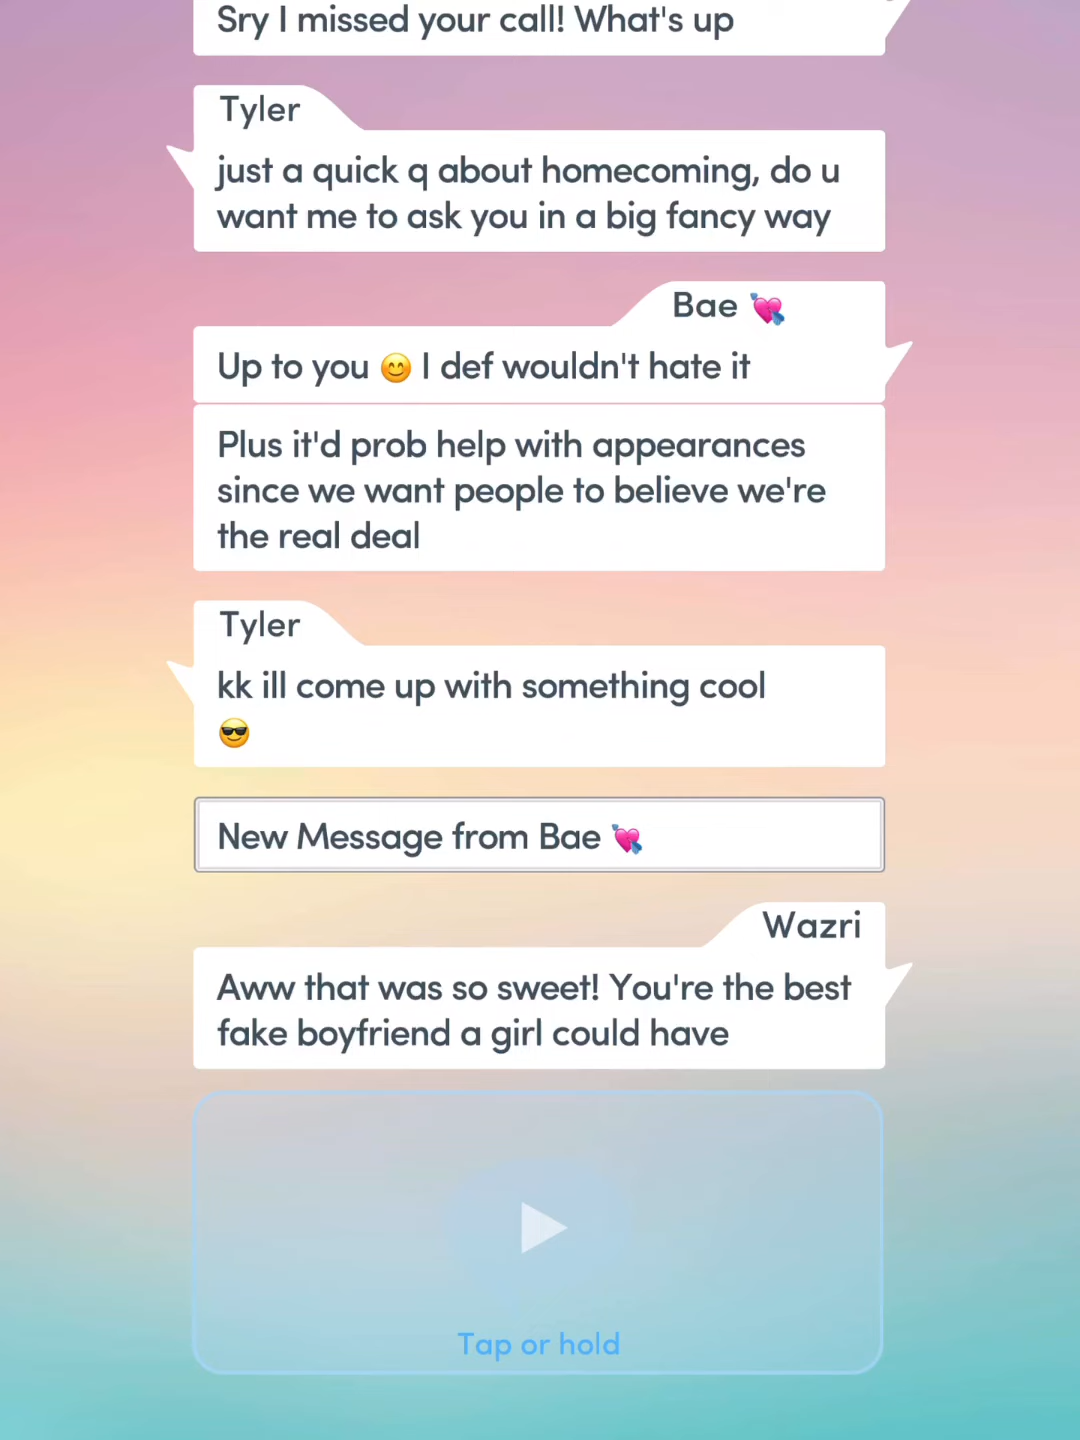 Sry I missed your call! What's up
Tyler
just a quick q about homecoming, do u
want me to ask you in a big fancy way
Bae 💘
Up to you 😊 I def wouldn't hate it
Plus it'd prob help with appearances
since we want people to believe we're
the real deal
Tyler
kk ill come up with something cool
😎
New Message from Bae 💘
Wazri
Aww that was so sweet! You're the best
fake boyfriend a girl could have
Tap or hold